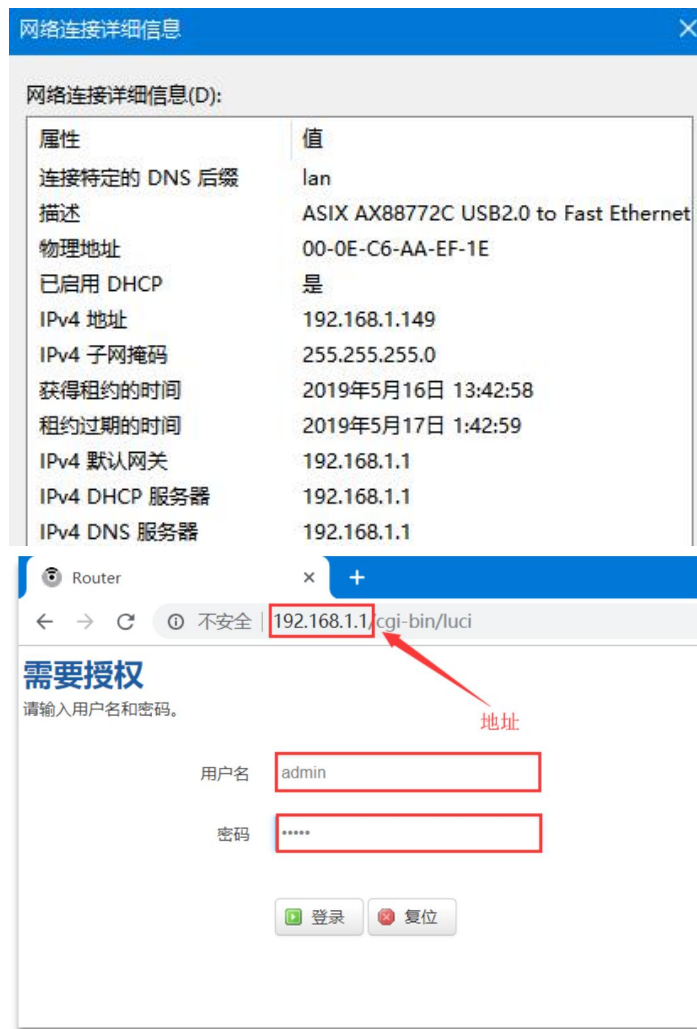 网络连接详细信息
网络连接详细信息(D):
属性 值
连接特定的 DNS 后缀 lan
描述 ASIX AX88772C USB2.0 to Fast Ethernet
物理地址 00-0E-C6-AA-EF-1E
已启用 DHCP 是
IPv4 地址 192.168.1.149
IPv4 子网掩码 255.255.255.0
获得租约的时间 2019年5月16日 13:42:58
租约过期的时间 2019年5月17日 1:42:59
IPv4 默认网关 192.168.1.1
IPv4 DHCP 服务器 192.168.1.1
IPv4 DNS 服务器 192.168.1.1
Router
不安全 192.168.1.1/cgi-bin/luci
需要授权
请输入用户名和密码。
地址
用户名 admin
密码 •••••
登录 复位